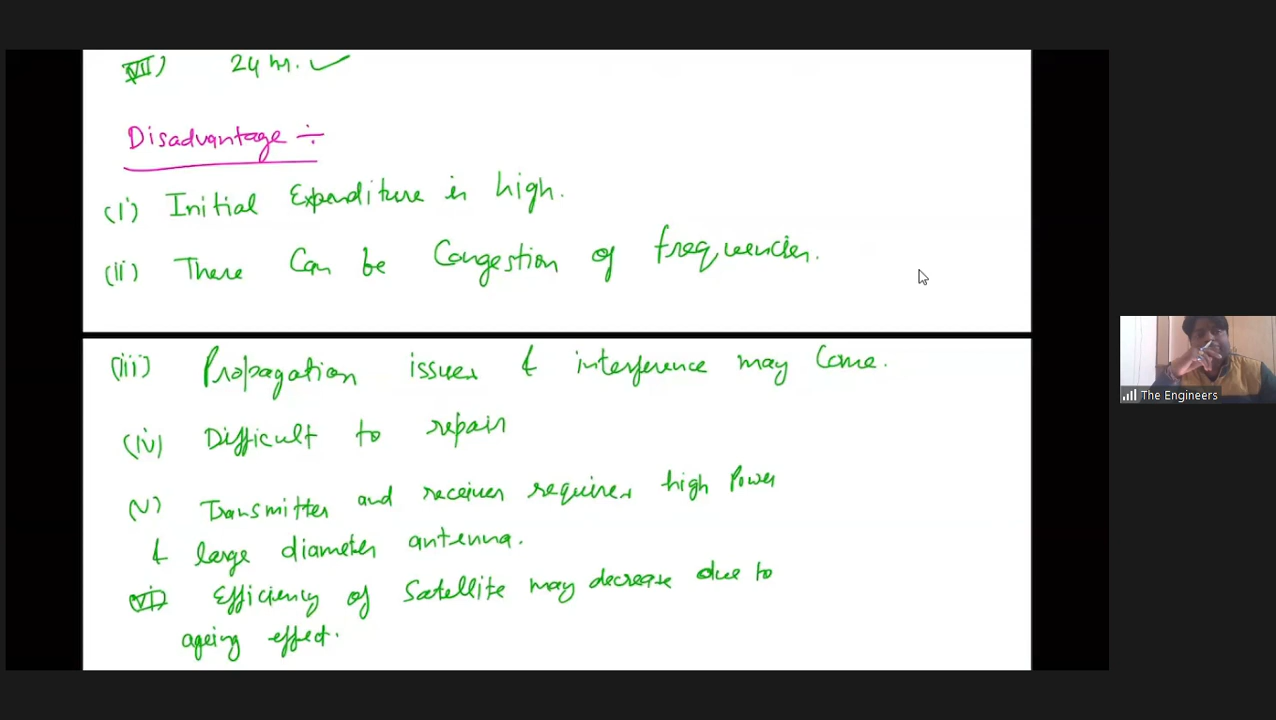 VII) 24 hr.
Disadvantage ÷
(i) Initial Expenditure is high.
(ii) There Can be Congestion of frequencies.
(iii) Propagation issues & interference may Come.
(iv) Difficult to repair
(v) Transmitter and receiver requires high Power
& large diameter antenna.
(vi) Efficiency of Satellite may decrease due to
ageing effect.
The Engineers